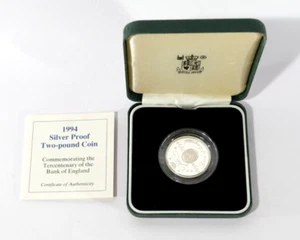 1994
Silver Proof
Two-pound Coin
Commemorating the
Tercentenary of the
Bank of England
Certificate of Authenticity